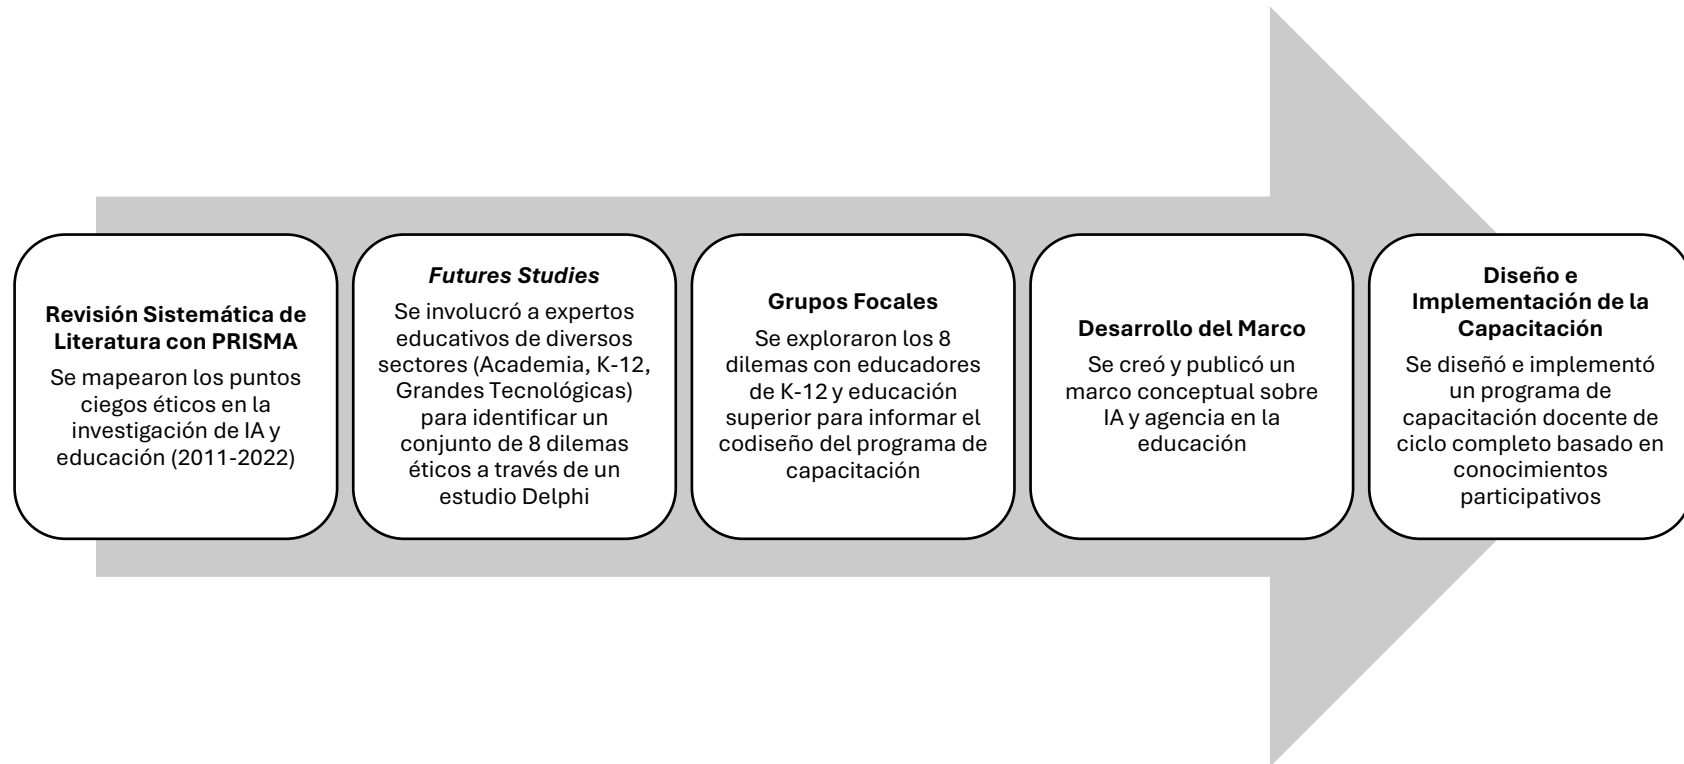 Revisión Sistemática de
Literatura con PRISMA
Se mapearon los puntos
ciegos éticos en la
investigación de IA y
educación (2011-2022)
Futures Studies
Se involucró a expertos
educativos de diversos
sectores (Academia, K-12,
Grandes Tecnológicas)
para identificar un
conjunto de 8 dilemas
éticos a través de un
estudio Delphi
Grupos Focales
Se exploraron los 8
dilemas con educadores
de K-12 y educación
superior para informar el
codiseño del programa de
capacitación
Desarrollo del Marco
Se creó y publicó un
marco conceptual sobre
IA y agencia en la
educación
Diseño e
Implementación de la
Capacitación
Se diseñó e implementó
un programa de
capacitación docente de
ciclo completo basado en
conocimientos
participativos